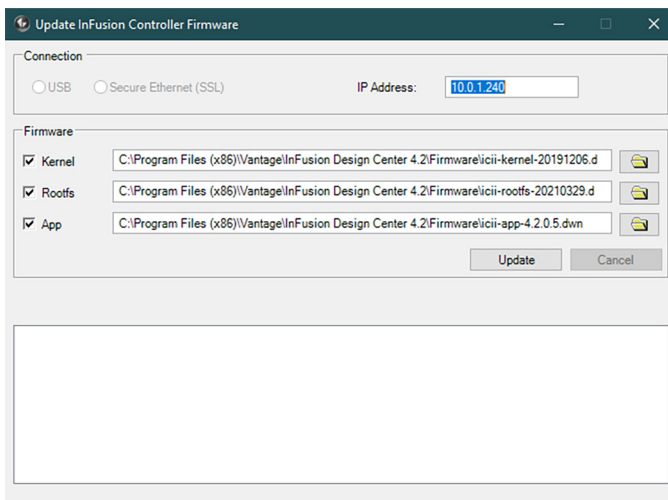 Update InFusion Controller Firmware
Connection
USB
Secure Ethernet (SSL)
IP Address:
10.0.1.240
Firmware
Kernel
C:\Program Files (x86)\Vantage\InFusion Design Center 4.2\Firmware\icii-kernel-20191206.d
Rootfs
C:\Program Files (x86)\Vantage\InFusion Design Center 4.2\Firmware\icii-rootfs-20210329.d
App
C:\Program Files (x86)\Vantage\InFusion Design Center 4.2\Firmware\icii-app-4.2.0.5.dwn
Update
Cancel